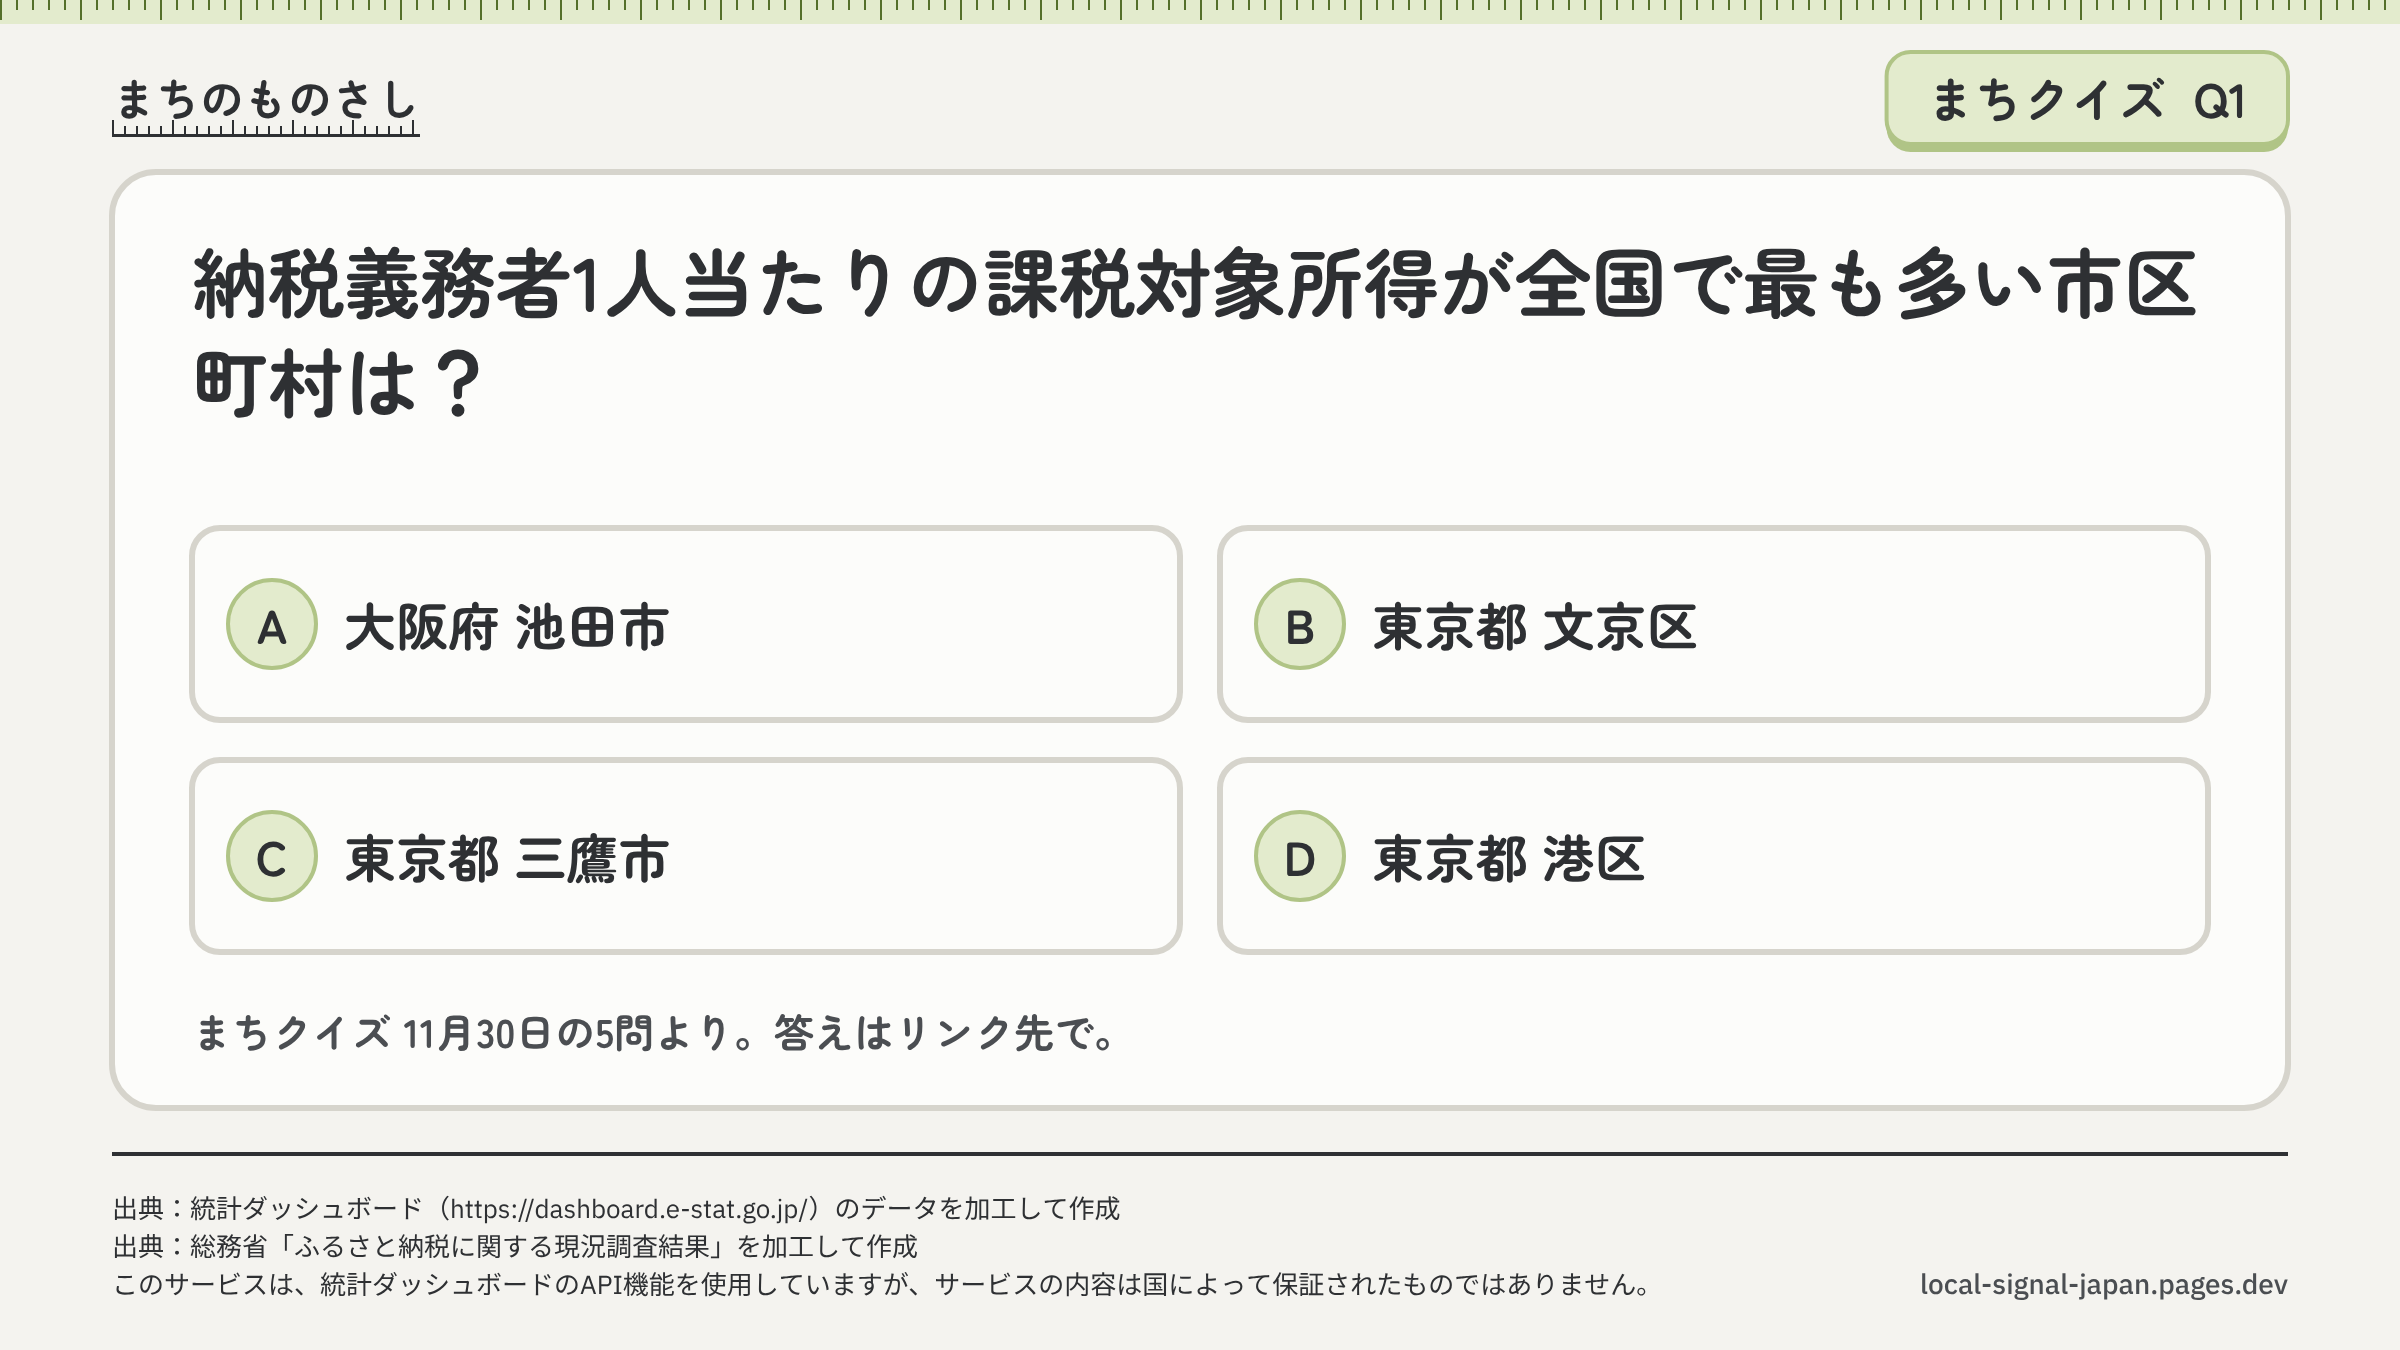 まちのものさし
まちクイズ Q1
納税義務者1人当たりの課税対象所得が全国で最も多い市区
町村は？
A 大阪府 池田市
B 東京都 文京区
C 東京都 三鷹市
D 東京都 港区
まちクイズ 11月30日の5問より。答えはリンク先で。
出典：統計ダッシュボード（https://dashboard.e-stat.go.jp/）のデータを加工して作成
出典：総務省「ふるさと納税に関する現況調査結果」を加工して作成
このサービスは、統計ダッシュボードのAPI機能を使用していますが、サービスの内容は国によって保証されたものではありません。
local-signal-japan.pages.dev